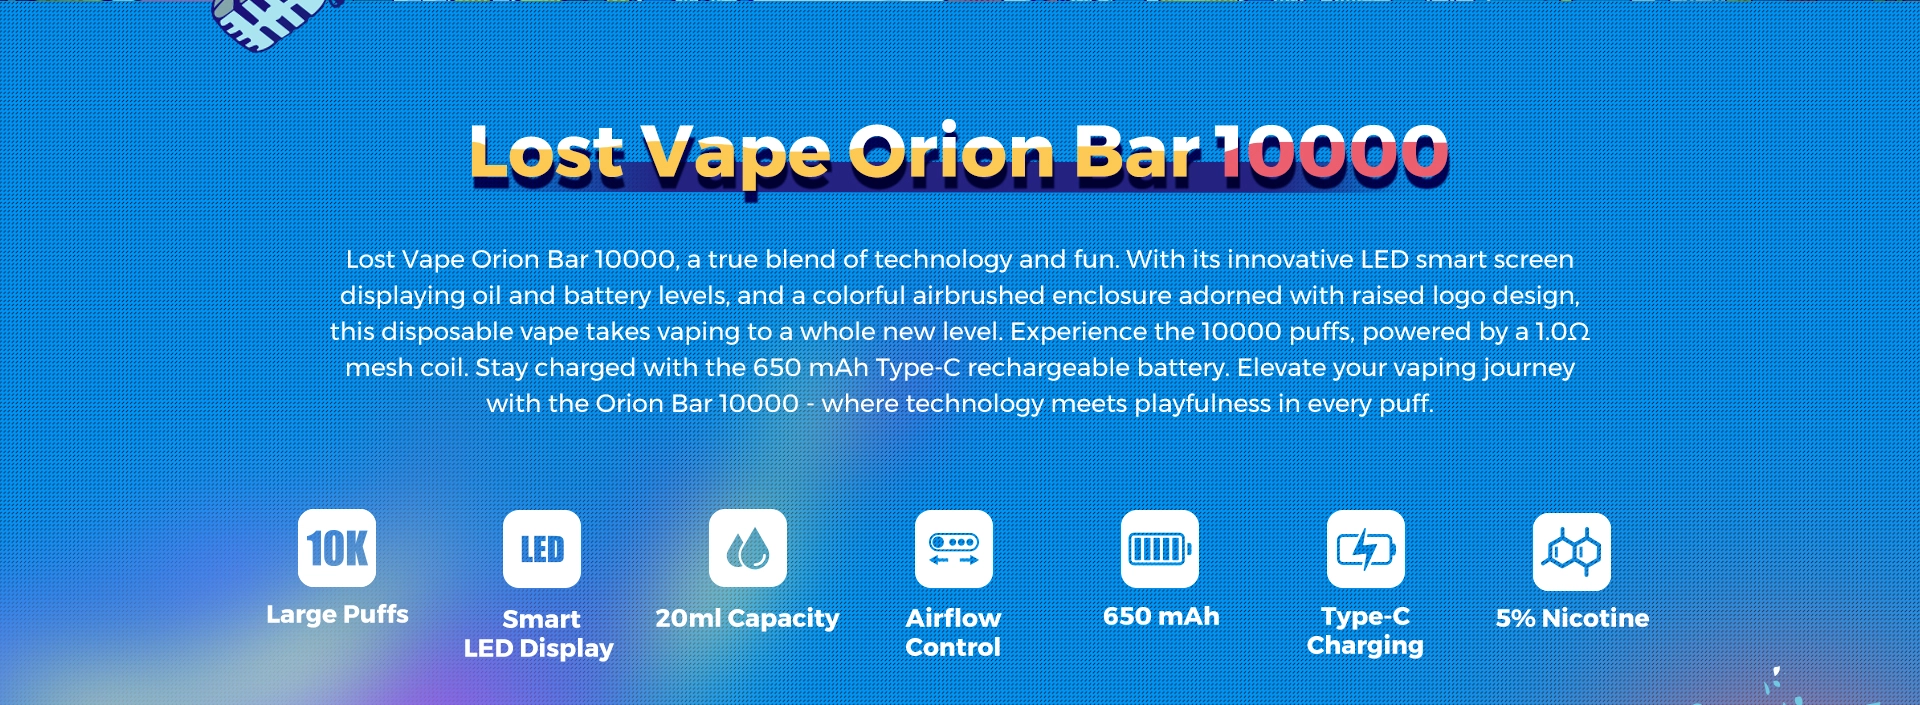 Lost Vape Orion Bar 10000
Lost Vape Orion Bar 10000, a true blend of technology and fun. With its innovative LED smart screen
displaying oil and battery levels, and a colorful airbrushed enclosure adorned with raised logo design,
this disposable vape takes vaping to a whole new level. Experience the 10000 puffs, powered by a 1.0Ω
mesh coil. Stay charged with the 650 mAh Type-C rechargeable battery. Elevate your vaping journey
with the Orion Bar 10000 - where technology meets playfulness in every puff.
10K
Large Puffs
LED
Smart
LED Display
20ml Capacity
Airflow
Control
650 mAh
Type-C
Charging
5% Nicotine